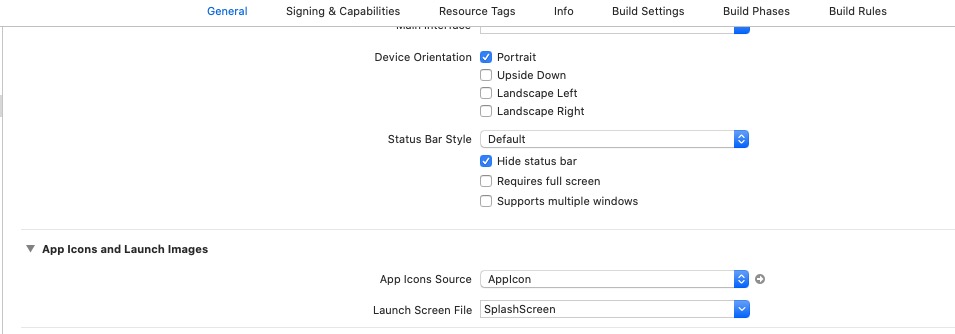 General Signing & Capabilities Resource Tags Info Build Settings Build Phases Build Rules
Main Interface
Device Orientation Portrait
Upside Down
Landscape Left
Landscape Right
Status Bar Style Default
Hide status bar
Requires full screen
Supports multiple windows
App Icons and Launch Images
App Icons Source AppIcon
Launch Screen File SplashScreen